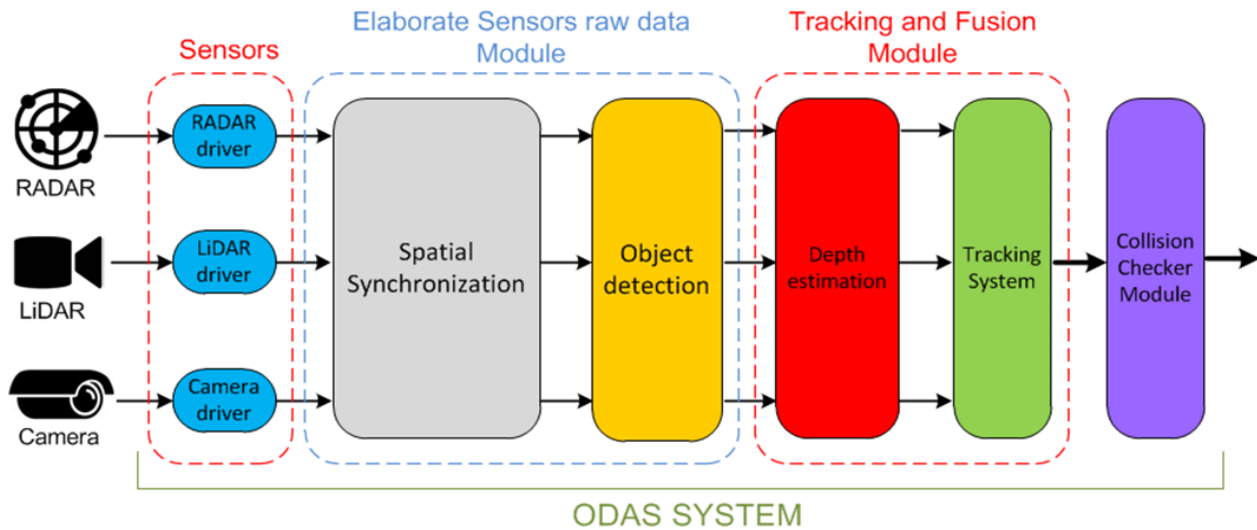 Elaborate Sensors raw data
Module
Tracking and Fusion
Module
Sensors
RADAR
RADAR
driver
LiDAR
LiDAR
driver
Camera
Camera
driver
Spatial
Synchronization
Object
detection
Depth
estimation
Tracking
System
Collision
Checker
Module
ODAS SYSTEM